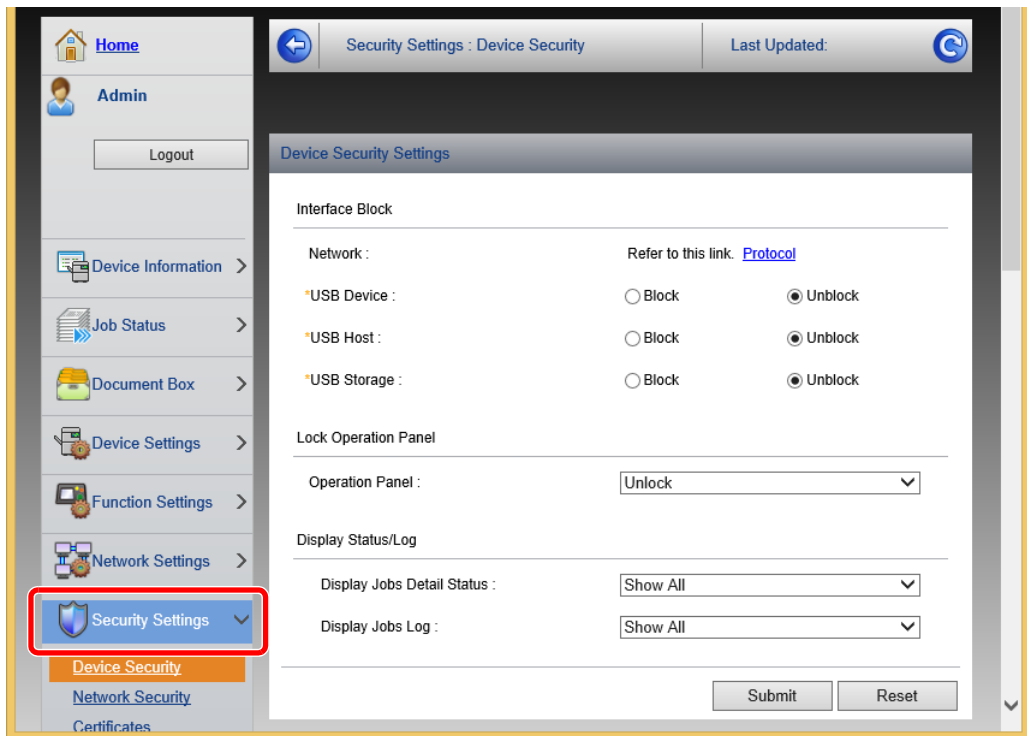 Home
Admin
Logout
Device Information
Job Status
Document Box
Device Settings
Function Settings
Network Settings
Security Settings
Device Security
Network Security
Certificates
Security Settings : Device Security Last Updated:
Device Security Settings
Interface Block
Network : Refer to this link. Protocol
*USB Device : Block Unblock
*USB Host : Block Unblock
*USB Storage : Block Unblock
Lock Operation Panel
Operation Panel : Unlock
Display Status/Log
Display Jobs Detail Status : Show All
Display Jobs Log : Show All
Submit Reset